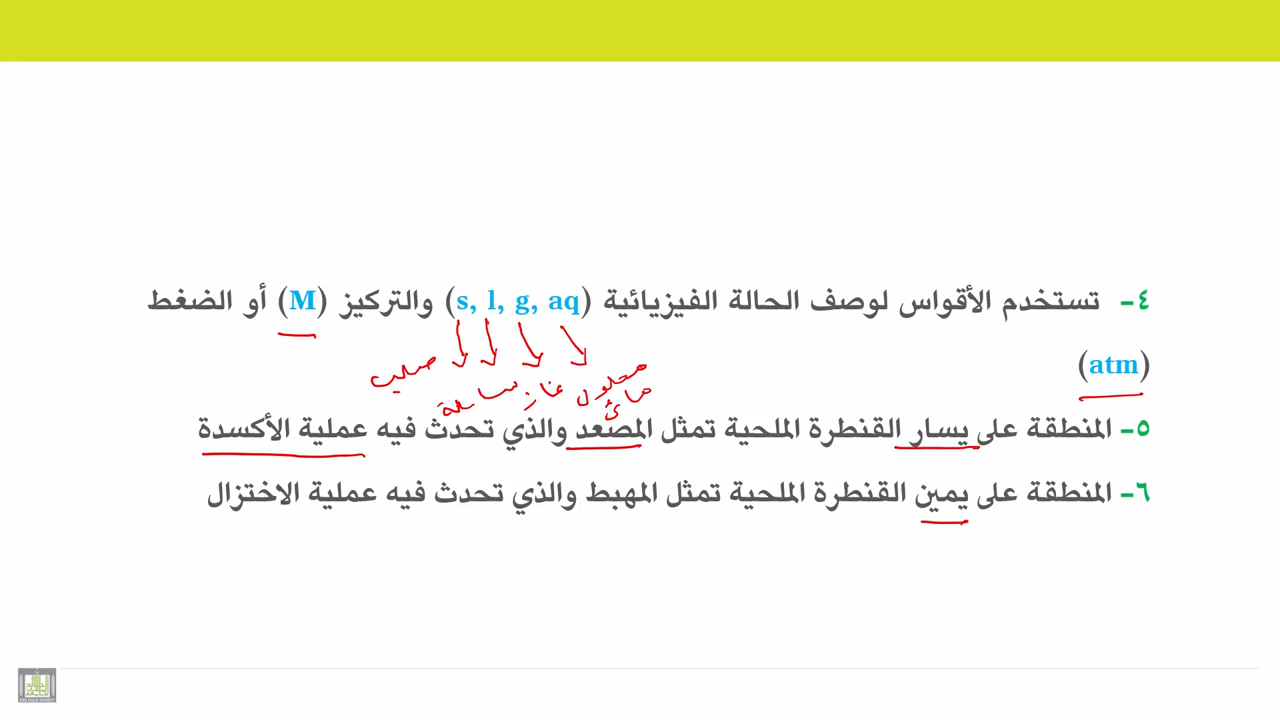 ٤- تستخدم الأقواس لوصف الحالة الفيزيائية (s, l, g, aq) والتركيز (M) أو الضغط
(atm)
صلب سائلة غاز محلول مائي
٥- المنطقة على يسار القنطرة الملحية تمثل المصعد والذي تحدث فيه عملية الأكسدة
٦- المنطقة على يمين القنطرة الملحية تمثل المهبط والذي تحدث فيه عملية الاختزال